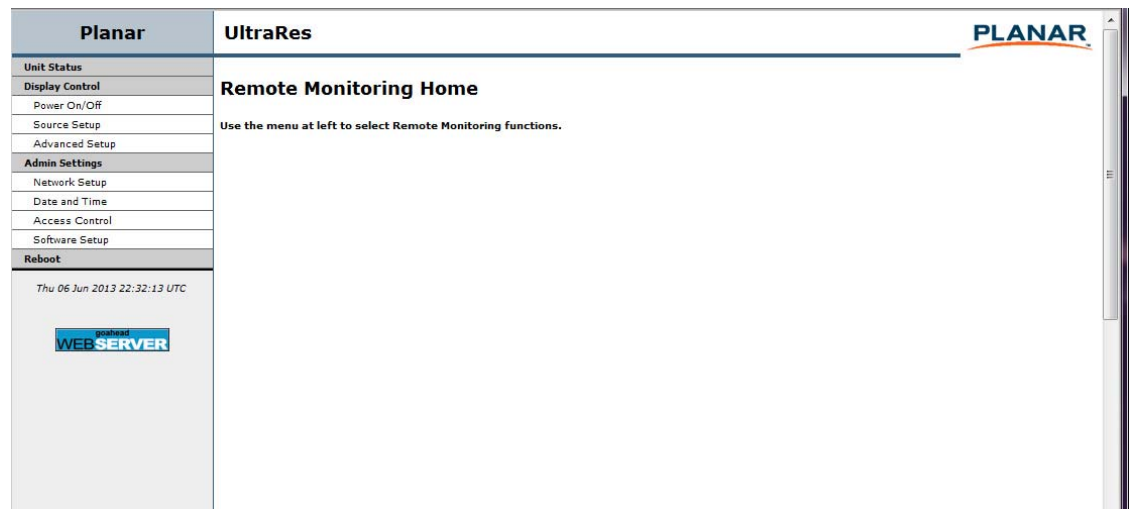 Planar
UltraRes
PLANAR
Unit Status
Display Control
Power On/Off
Source Setup
Advanced Setup
Admin Settings
Network Setup
Date and Time
Access Control
Software Setup
Reboot
Thu 06 Jun 2013 22:32:13 UTC
goahead
WEBSERVER
Remote Monitoring Home
Use the menu at left to select Remote Monitoring functions.